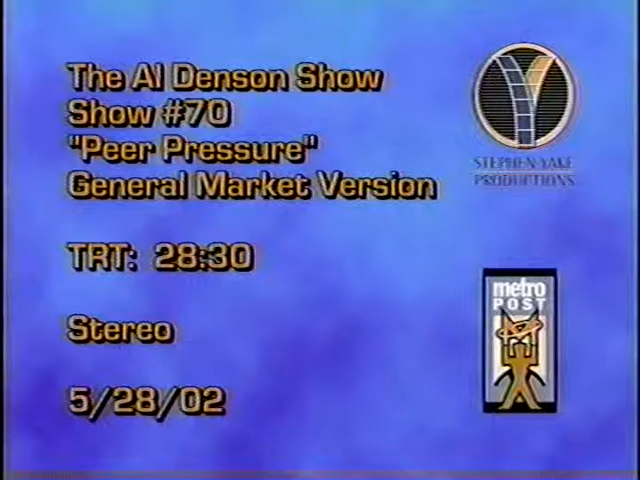 The Al Denson Show
Show #70
"Peer Pressure"
General Market Version
TRT: 28:30
Stereo
5/28/02
STEPHEN YAKE
PRODUCTIONS
metro
POST